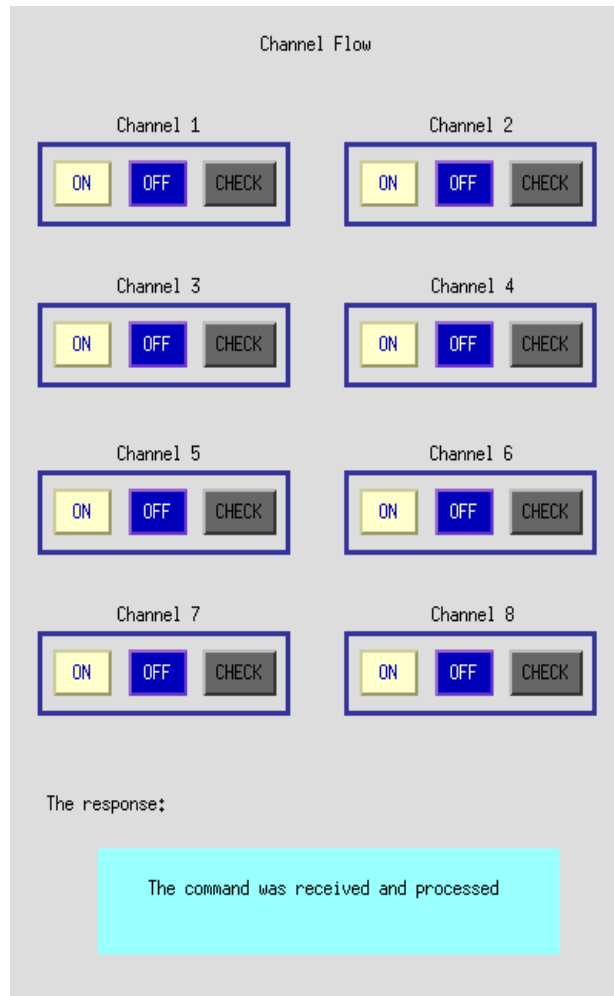 Channel Flow
Channel 1
ON OFF CHECK
Channel 2
ON OFF CHECK
Channel 3
ON OFF CHECK
Channel 4
ON OFF CHECK
Channel 5
ON OFF CHECK
Channel 6
ON OFF CHECK
Channel 7
ON OFF CHECK
Channel 8
ON OFF CHECK
The response:
The command was received and processed